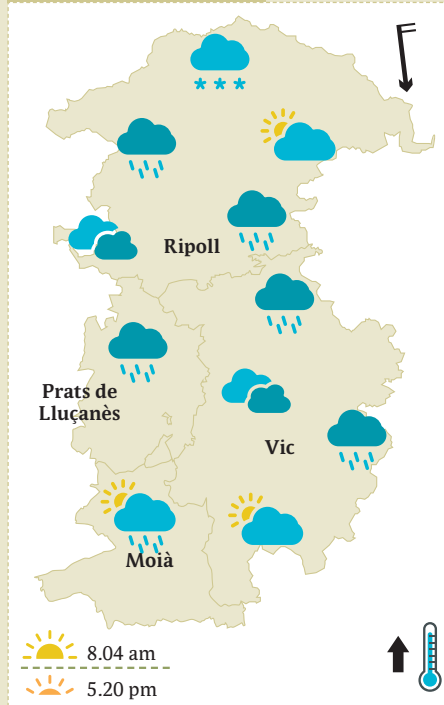 Ripoll
Prats de
Lluçanès
Vic
Moià
8.04 am
5.20 pm